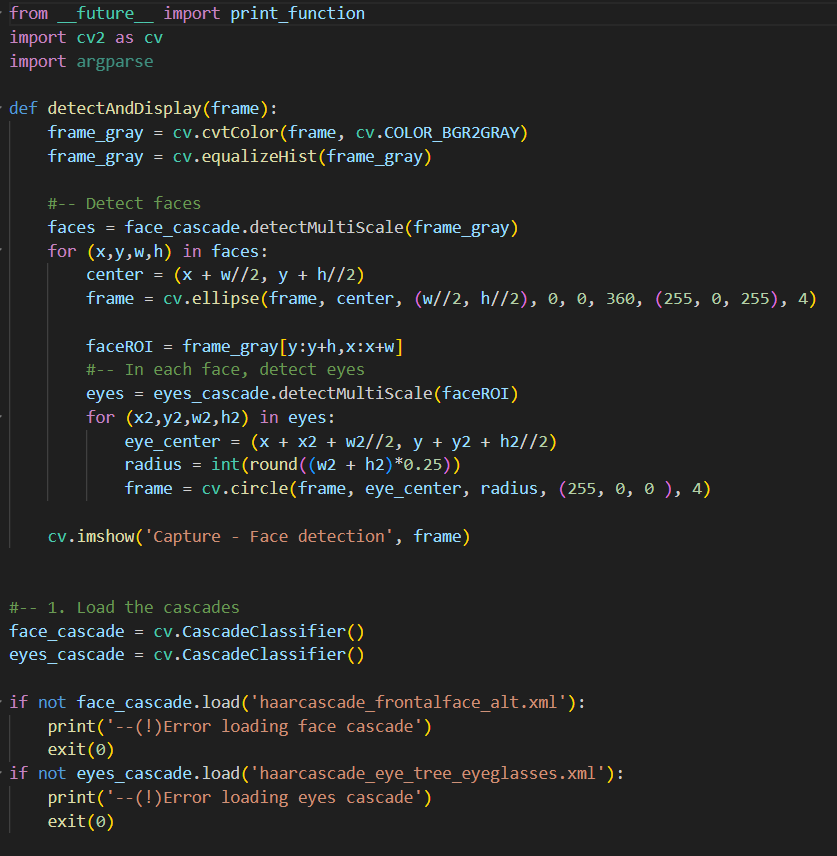 from __future__ import print_function
import cv2 as cv
import argparse

def detectAndDisplay(frame):
    frame_gray = cv.cvtColor(frame, cv.COLOR_BGR2GRAY)
    frame_gray = cv.equalizeHist(frame_gray)

    #-- Detect faces
    faces = face_cascade.detectMultiScale(frame_gray)
    for (x,y,w,h) in faces:
        center = (x + w//2, y + h//2)
        frame = cv.ellipse(frame, center, (w//2, h//2), 0, 0, 360, (255, 0, 255), 4)

        faceROI = frame_gray[y:y+h,x:x+w]
        #-- In each face, detect eyes
        eyes = eyes_cascade.detectMultiScale(faceROI)
        for (x2,y2,w2,h2) in eyes:
            eye_center = (x + x2 + w2//2, y + y2 + h2//2)
            radius = int(round((w2 + h2)*0.25))
            frame = cv.circle(frame, eye_center, radius, (255, 0, 0 ), 4)

    cv.imshow('Capture - Face detection', frame)


#-- 1. Load the cascades
face_cascade = cv.CascadeClassifier()
eyes_cascade = cv.CascadeClassifier()

if not face_cascade.load('haarcascade_frontalface_alt.xml'):
    print('--(!)Error loading face cascade')
    exit(0)
if not eyes_cascade.load('haarcascade_eye_tree_eyeglasses.xml'):
    print('--(!)Error loading eyes cascade')
    exit(0)